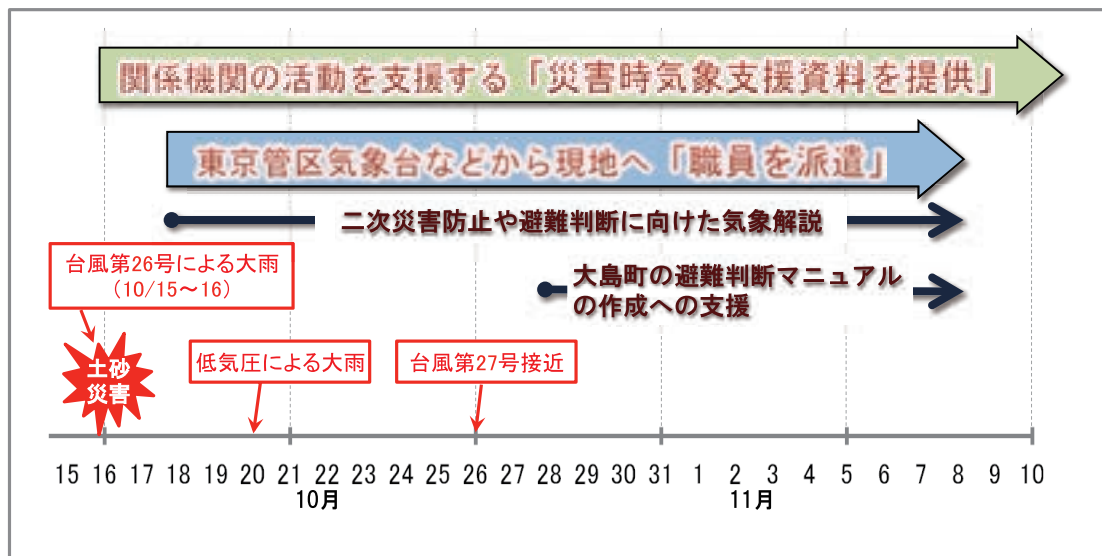 関係機関の活動を支援する「災害時気象支援資料を提供」
東京管区気象台などから現地へ「職員を派遣」
二次災害防止や避難判断に向けた気象解説
台風第26号による大雨
(10/15～16)
大島町の避難判断マニュアル
の作成への支援
土砂
災害
低気圧による大雨
台風第27号接近
15 16 17 18 19 20 21 22 23 24 25 26 27 28 29 30 31 1 2 3 4 5 6 7 8 9 10
10月 11月